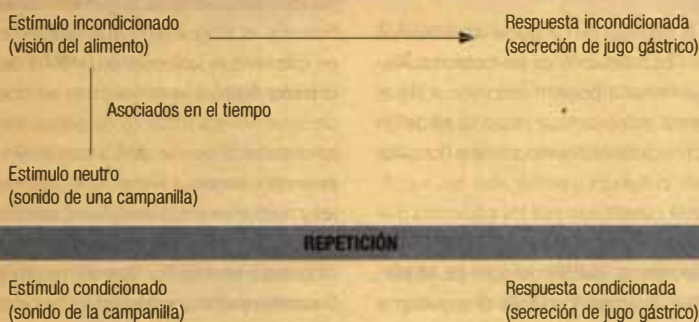 Estímulo incondicionado
(visión del alimento)
Respuesta incondicionada
(secreción de jugo gástrico)
Asociados en el tiempo
Estimulo neutro
(sonido de una campanilla)
REPETICIÓN
Estímulo condicionado
(sonido de la campanilla)
Respuesta condicionada
(secreción de jugo gástrico)